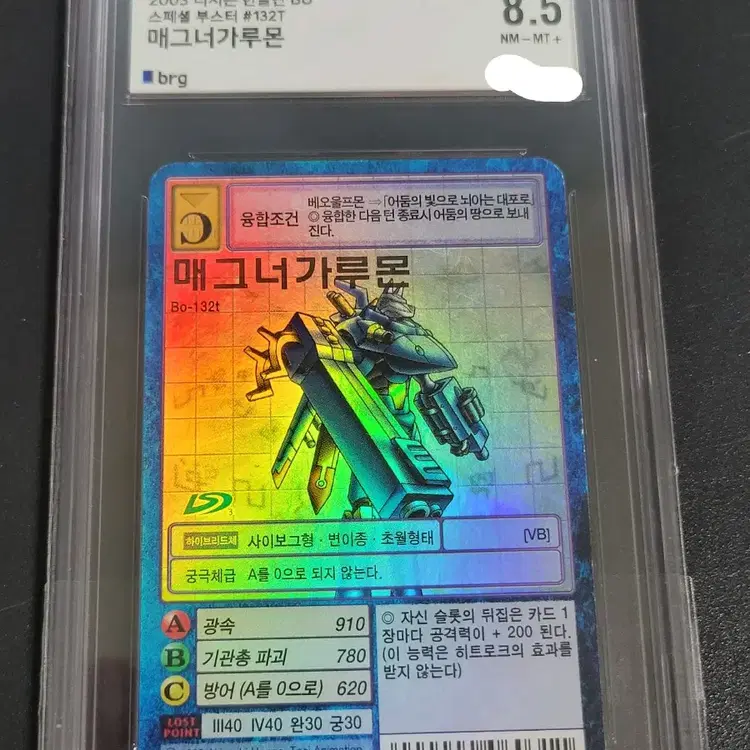 스페셜 부스터 #132T
매그너가루몬
8.5
NM-MT+
brg
융합조건
베오울프몬 ⇒ 「어둠의 빛으로 뇌아는 대포로」
◎ 융합한 다음 턴 종료시 어둠의 땅으로 보내
진다.
매그너가루몬
Bo-132t
하이브리드체 사이보그형·변이종·초월형태 [VB]
궁극체급 A를 0으로 되지 않는다.
A 광속 910
B 기관총 파괴 780
C 방어 (A를 0으로) 620
LOST
POINT
III40 IV40 완30 궁30
◎ 자신 슬롯의 뒤집은 카드 1
장마다 공격력이 + 200 된다.
(이 능력은 히트로크의 효과를
받지 않는다)